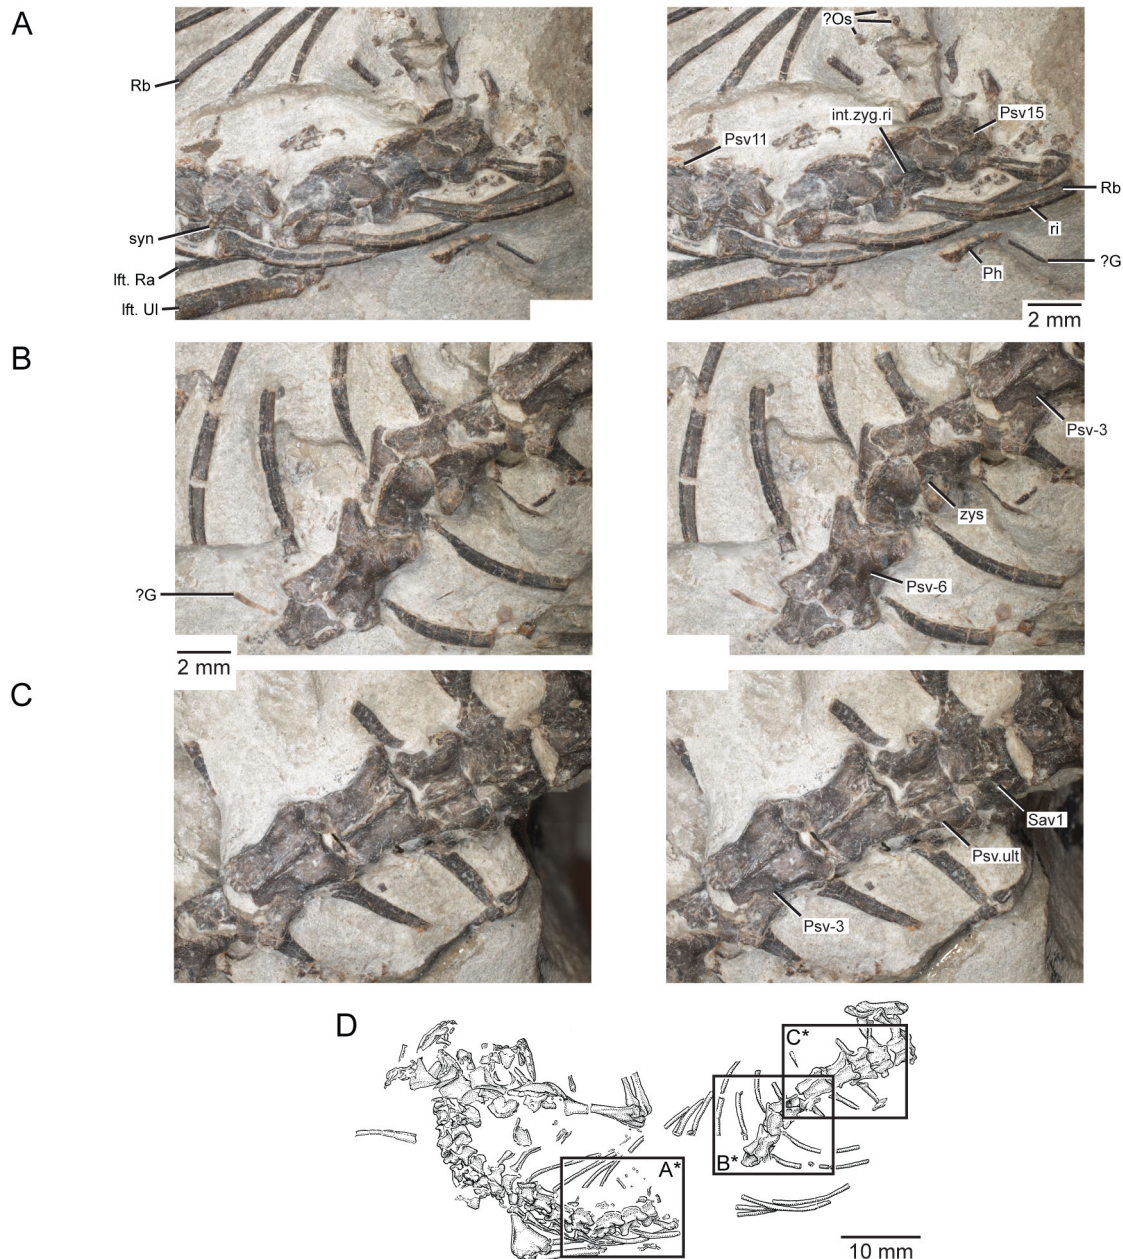 A
?Os
Rb
int.zyg.ri
Psv15
Psv11
Rb
syn
ri
lft. Ra
?G
Ph
lft. Ul
2 mm
B
Psv-3
zys
Psv-6
?G
2 mm
C
Sav1
Psv.ult
Psv-3
D
C*
B*
A*
10 mm